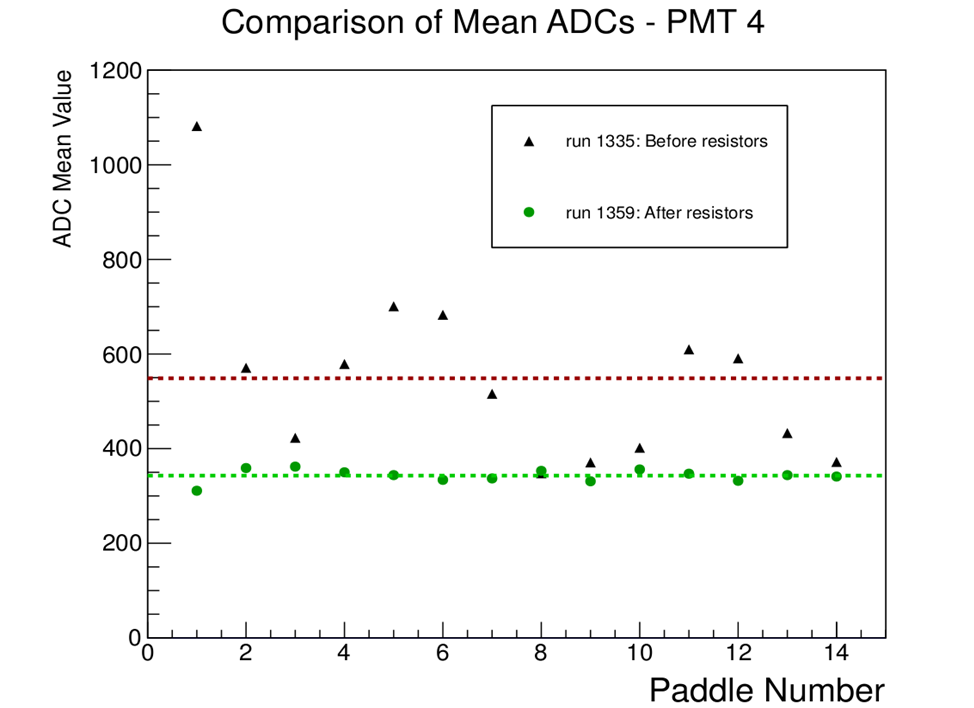 Comparison of Mean ADCs - PMT 4
ADC Mean Value
1200
1000
800
600
400
200
0
run 1335: Before resistors
run 1359: After resistors
0 2 4 6 8 10 12 14
Paddle Number